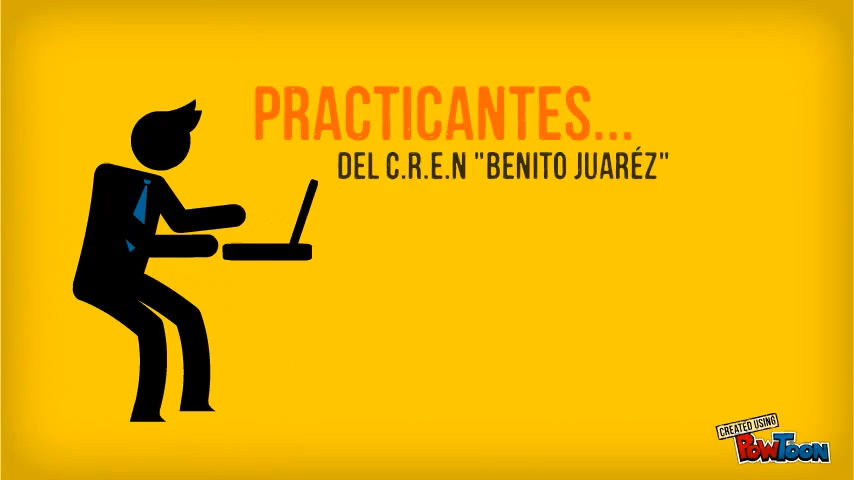 PRACTICANTES...
DEL C.R.E.N "BENITO JUARÉZ"
CREATED USING
POWTOON